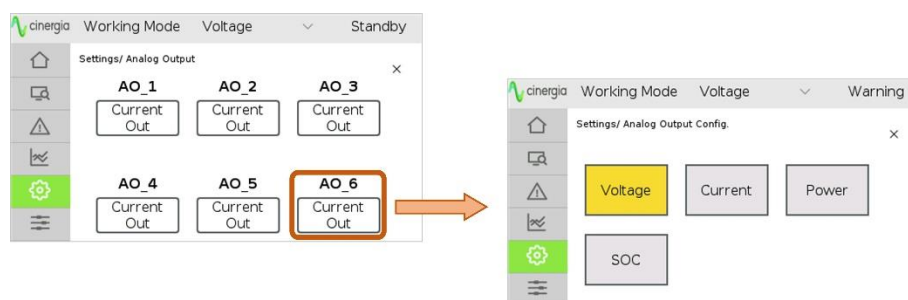 cinergia Working Mode Voltage Standby
Settings/ Analog Output
AO_1 AO_2 AO_3
Current Current Current
Out Out Out
AO_4 AO_5 AO_6
Current Current Current
Out Out Out
cinergia Working Mode Voltage Warning
Settings/ Analog Output Config.
Voltage Current Power
SOC